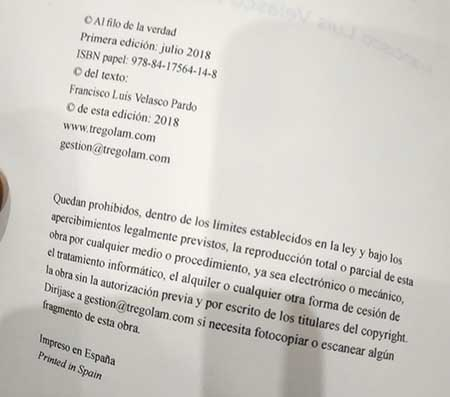 © Al filo de la verdad
Primera edición: julio 2018
ISBN papel: 978-84-17564-14-8
© del texto:
Francisco Luis Velasco Pardo
© de esta edición: 2018
www.tregolam.com
gestion@tregolam.com
Quedan prohibidos, dentro de los límites establecidos en la ley y bajo los
apercibimientos legalmente previstos, la reproducción total o parcial de esta
obra por cualquier medio o procedimiento, ya sea electrónico o mecánico,
el tratamiento informático, el alquiler o cualquier otra forma de cesión de
la obra sin la autorización previa y por escrito de los titulares del copyright.
Diríjase a gestion@tregolam.com si necesita fotocopiar o escanear algún
fragmento de esta obra.
Impreso en España
Printed in Spain